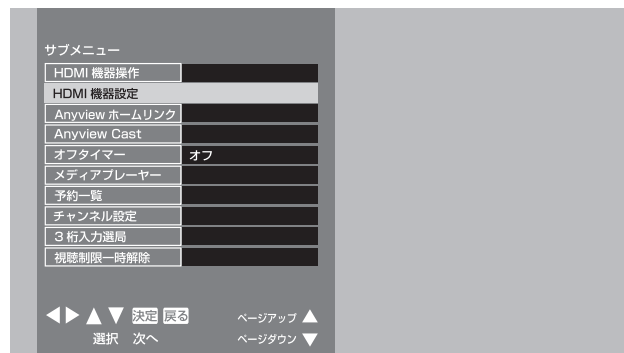 サブメニュー
HDMI 機器操作
HDMI 機器設定
Anyview ホームリンク
Anyview Cast
オフタイマー オフ
メディアプレーヤー
予約一覧
チャンネル設定
3 桁入力選局
視聴制限一時解除
◀▶▲▼ 決定 戻る ページアップ▲
選択 次へ ページダウン▼